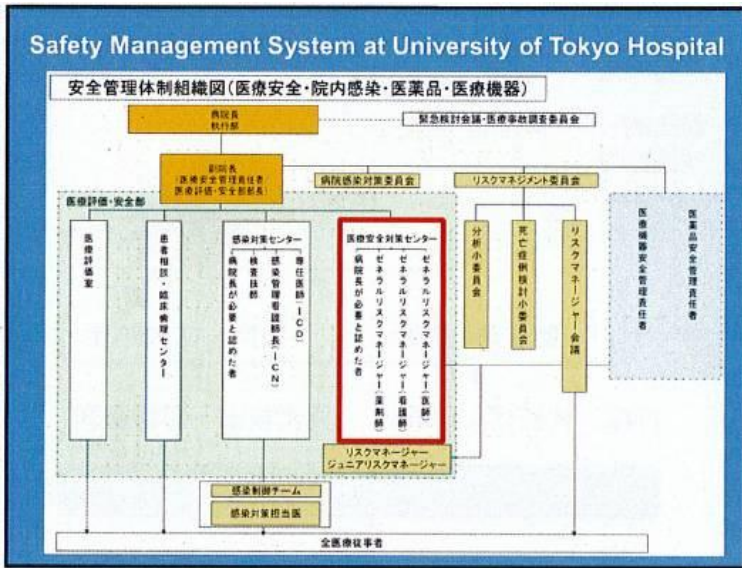 Safety Management System at University of Tokyo Hospital
安全管理体制組織図(医療安全・院内感染・医薬品・医療機器)
病院長
執行部
緊急検討会議・医療事故調査委員会
副院長
(医療安全管理責任者/
医療評価・安全部部長)
病院感染対策委員会
リスクマネジメント委員会
医療評価・安全部
医療評価室
患者相談・臨床倫理センター
感染対策センター
専任医師(ICD)
感染管理看護師長(ICN)
検査技部
病院長が必要と認めた者
医療安全対策センター
ゼネラルリスクマネージャー(医師)
ゼネラルリスクマネージャー(看護師)
ゼネラルリスクマネージャー(薬剤師)
病院長が必要と認めた者
分析小委員会
死亡症例検討小委員会
リスクマネージャー会議
医薬品安全管理責任者
医療機器安全管理責任者
リスクマネージャー
ジュニアリスクマネージャー
感染制御チーム
感染対策担当医
全医療従事者